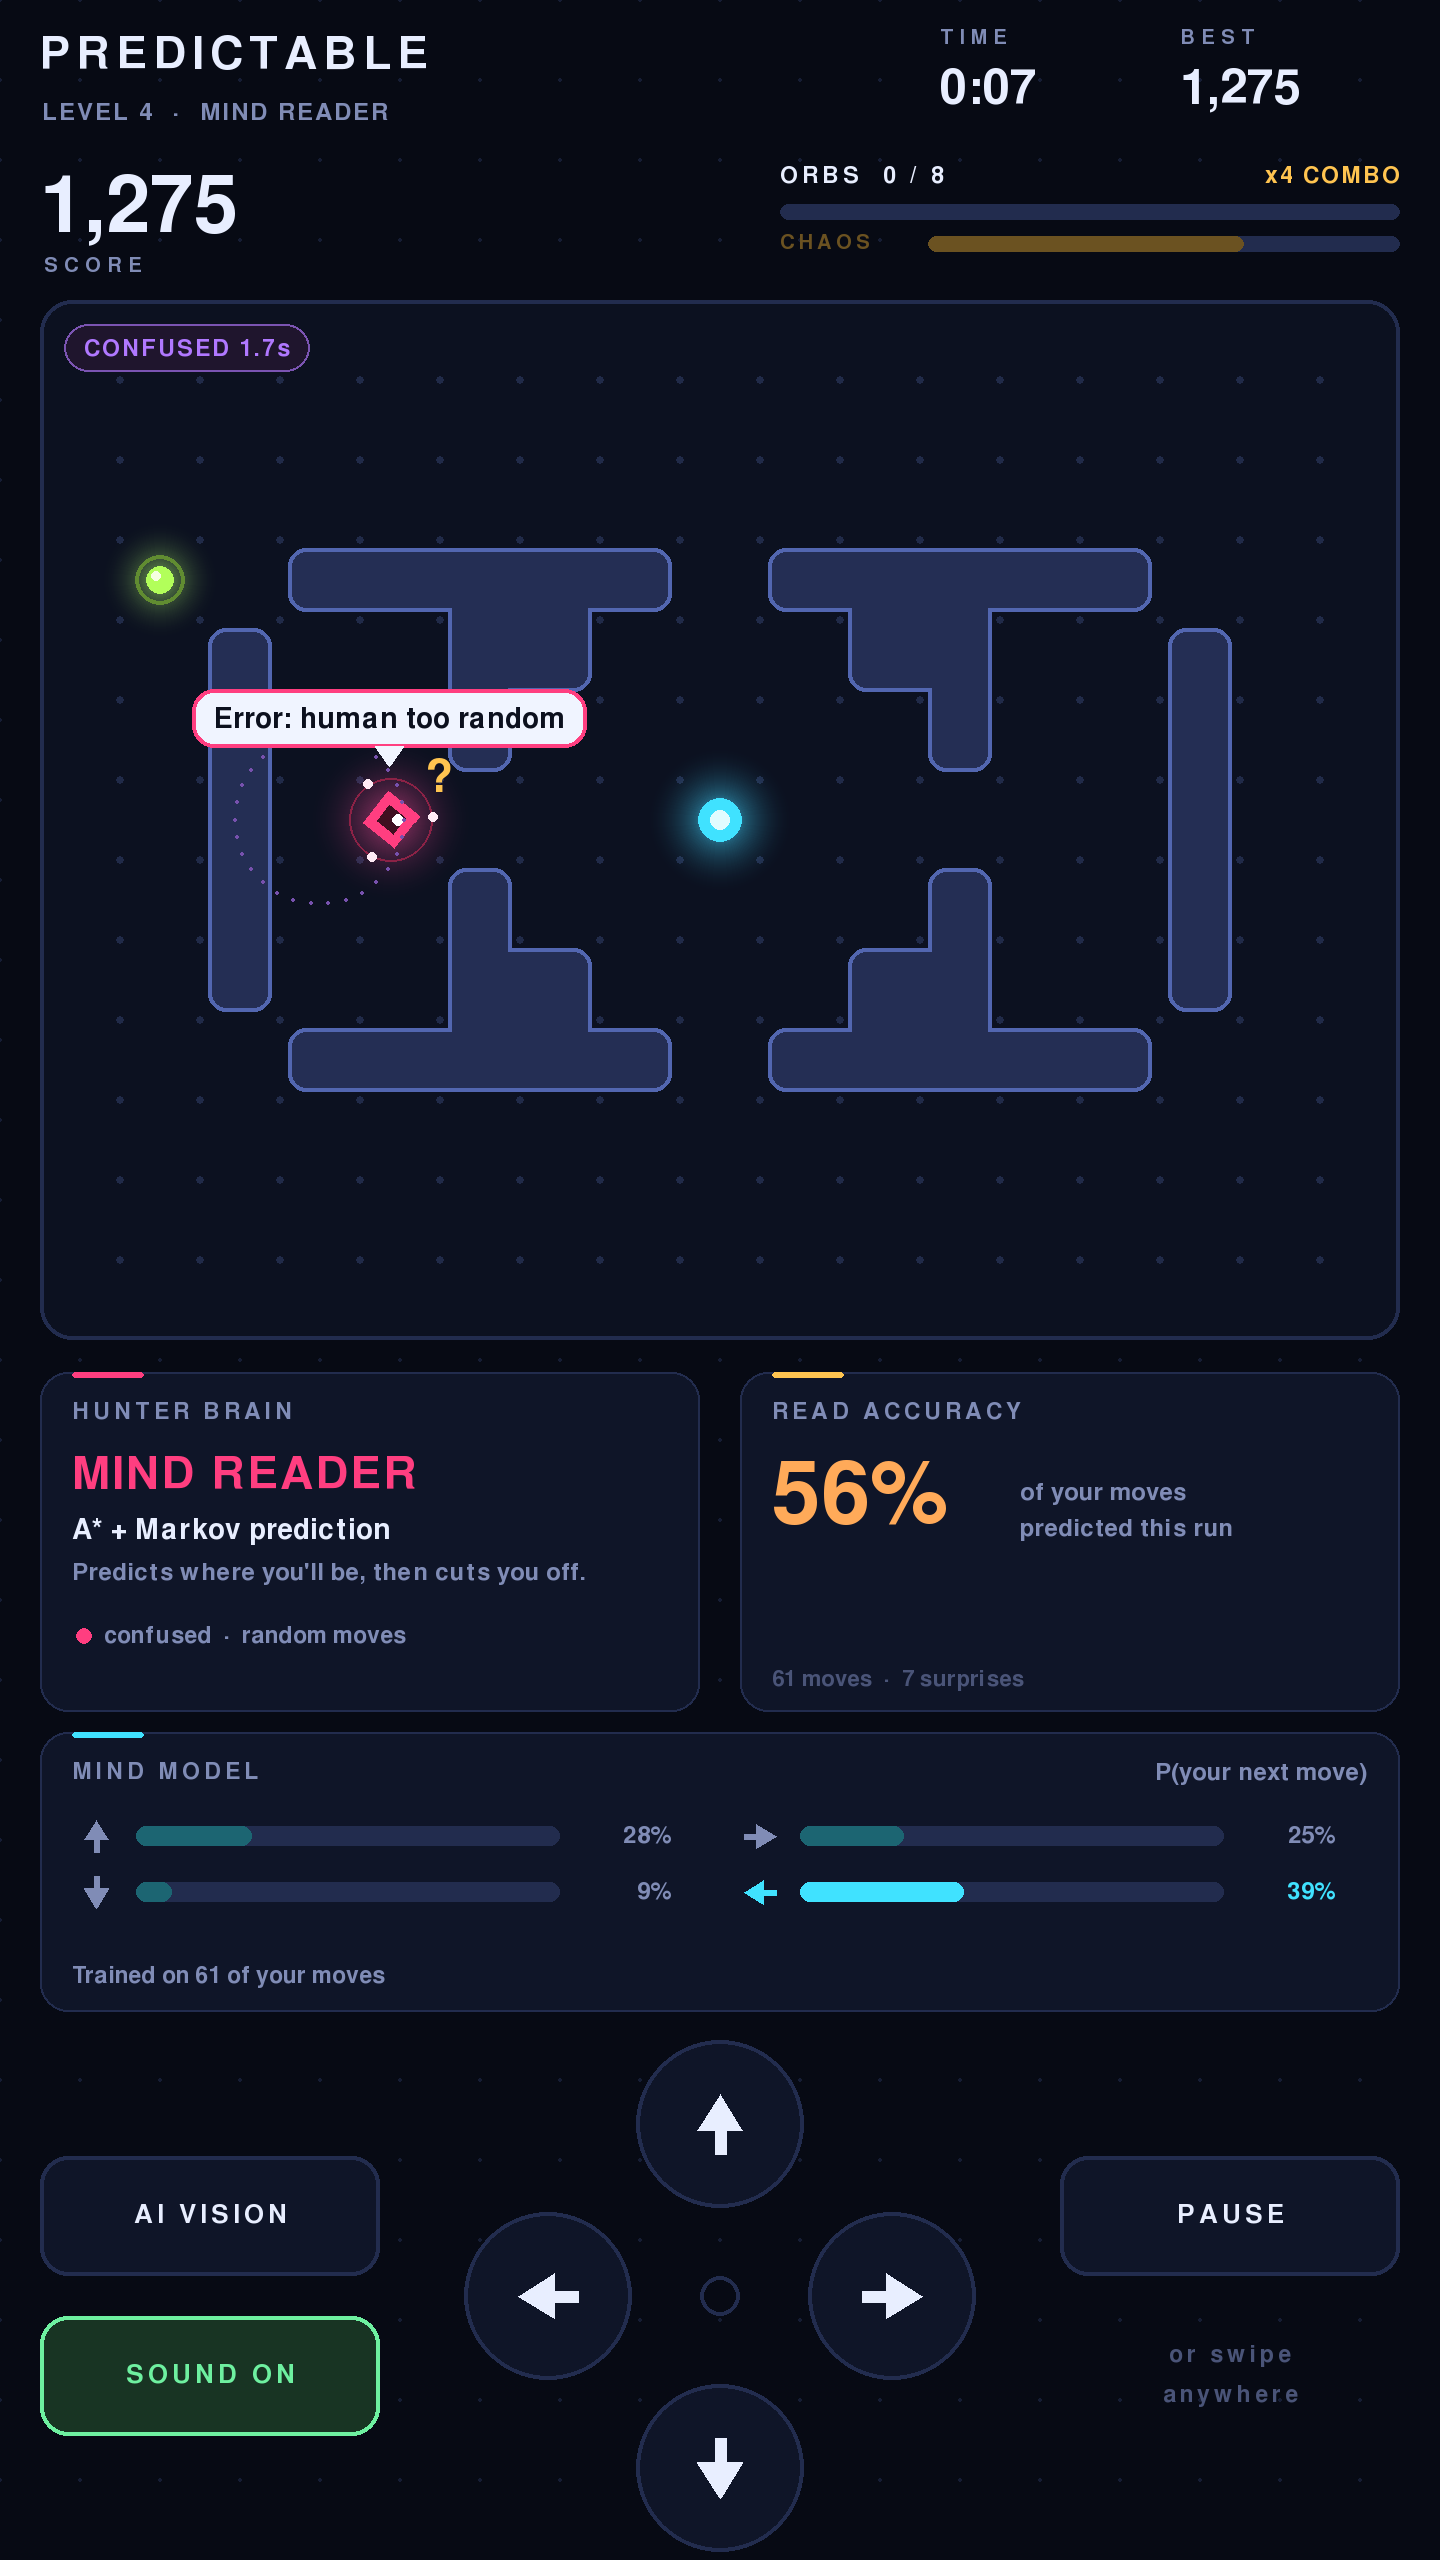 PREDICTABLE
LEVEL 4 · MIND READER
TIME
0:07
BEST
1,275
1,275
SCORE
ORBS 0 / 8
x4 COMBO
CHAOS
CONFUSED 1.7s
Error: human too random
?
HUNTER BRAIN
MIND READER
A* + Markov prediction
Predicts where you'll be, then cuts you off.
confused · random moves
READ ACCURACY
56%
of your moves
predicted this run
61 moves · 7 surprises
MIND MODEL
P(your next move)
28%
25%
9%
39%
Trained on 61 of your moves
AI VISION
PAUSE
SOUND ON
or swipe
anywhere